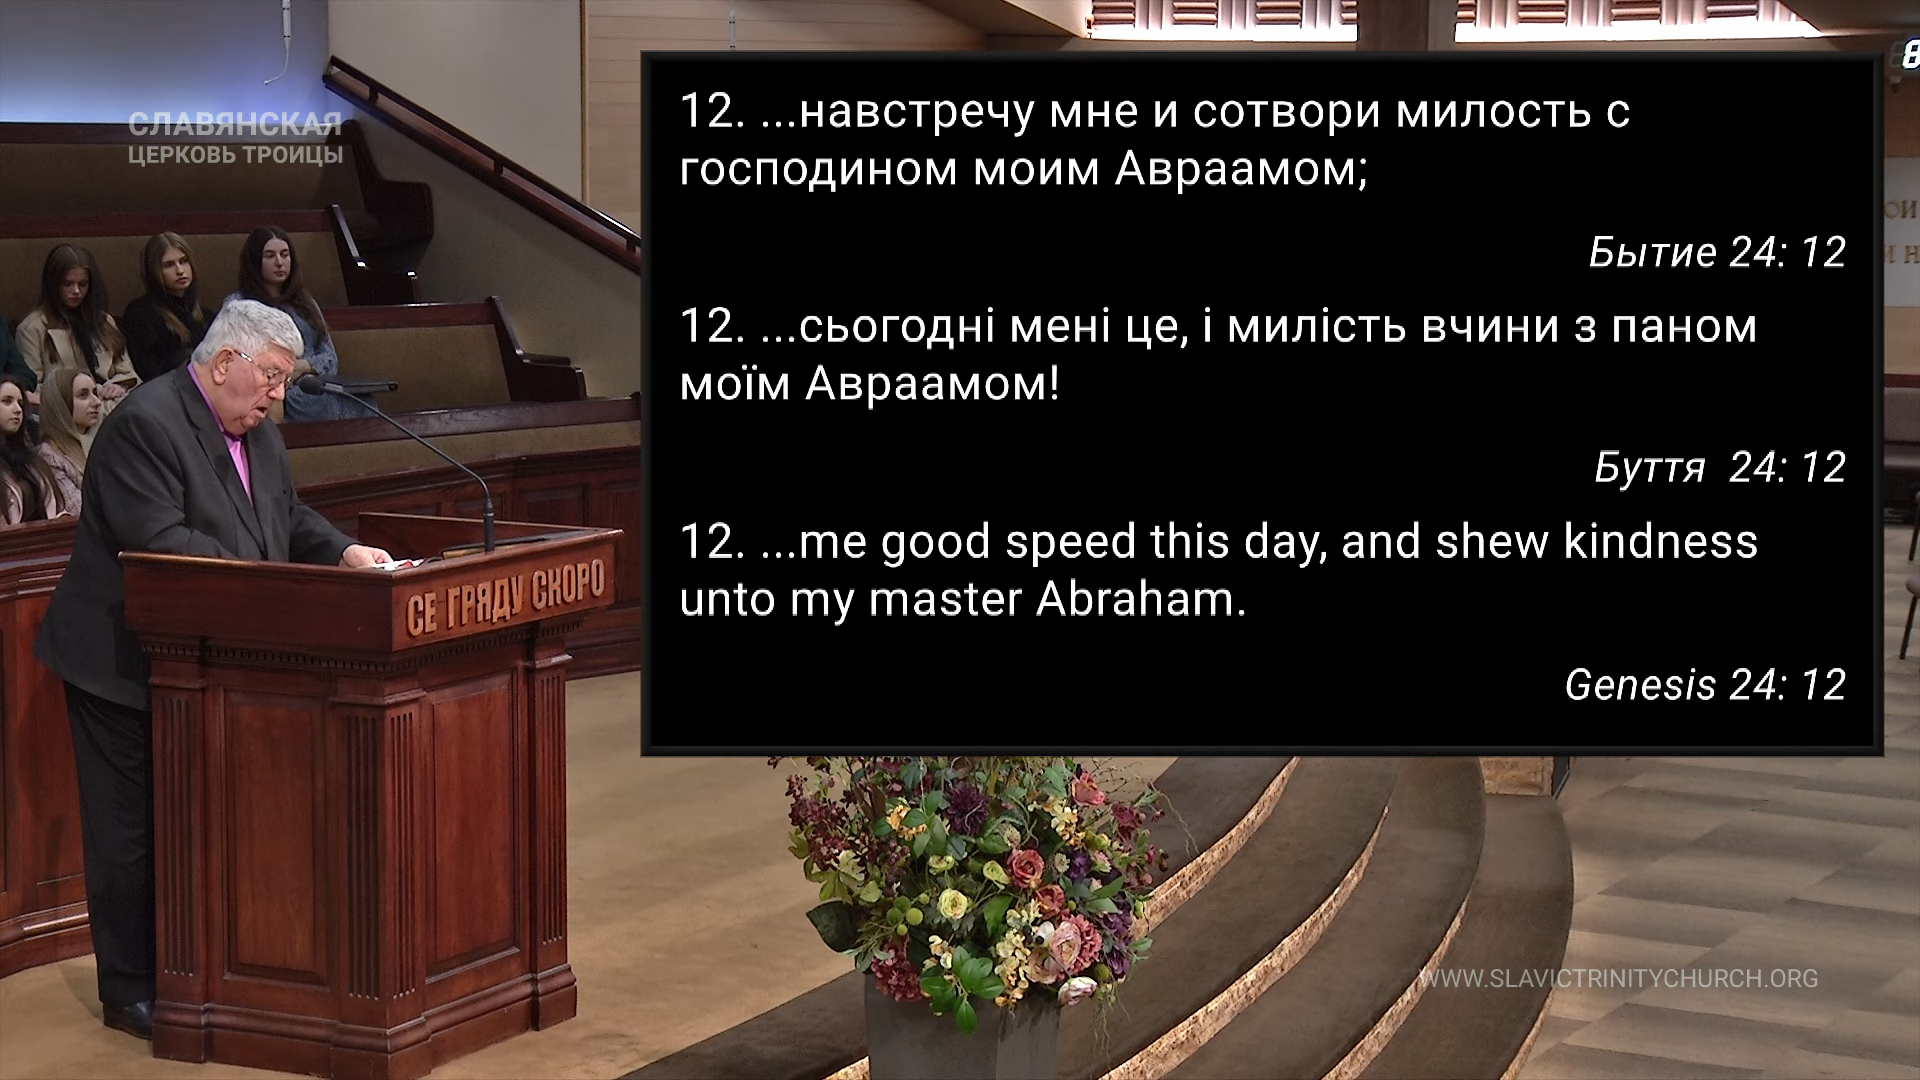 СЛАВЯНСКАЯ
ЦЕРКОВЬ ТРОИЦЫ
12. ...навстречу мне и сотвори милость с
господином моим Авраамом;
Бытие 24: 12
12. ...сьогодні мені це, і милість вчини з паном
моїм Авраамом!
Буття 24: 12
12. ...me good speed this day, and shew kindness
unto my master Abraham.
Genesis 24: 12
СЕ ГРЯДУ СКОРО
WWW.SLAVICTRINITYCHURCH.ORG